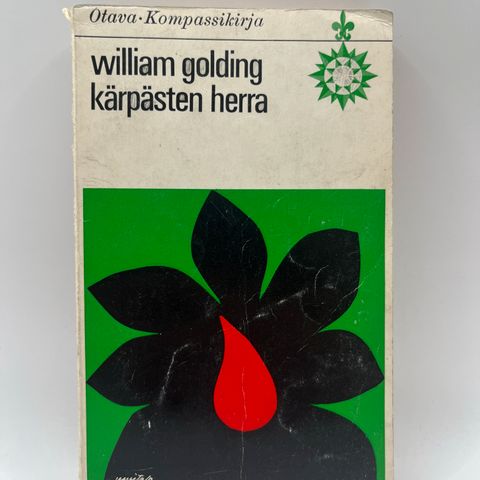 Otava·Kompassikirja
william golding
kärpästen herra